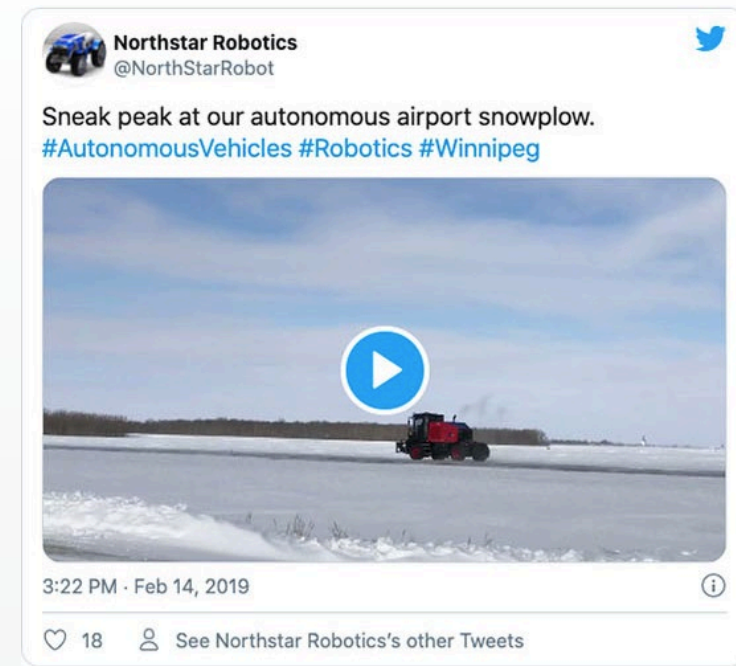 Northstar Robotics
@NorthStarRobot
Sneak peak at our autonomous airport snowplow.
#AutonomousVehicles #Robotics #Winnipeg
3:22 PM · Feb 14, 2019
18 See Northstar Robotics's other Tweets